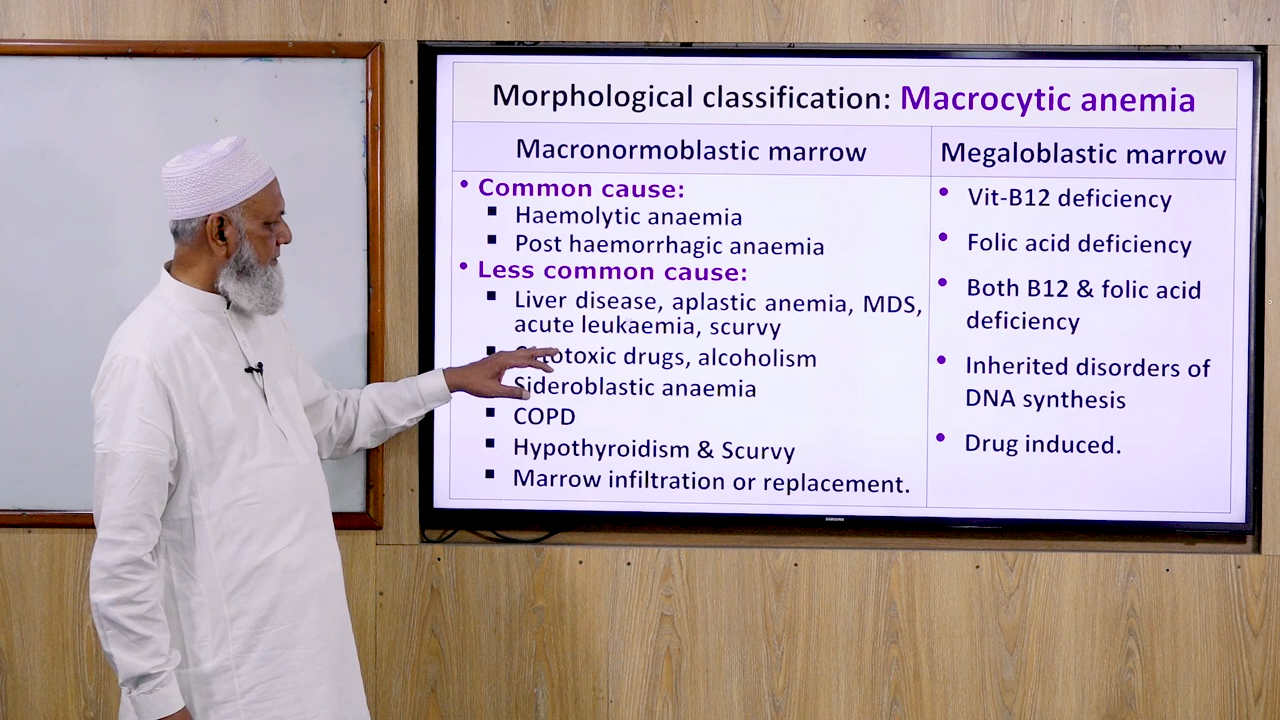 Morphological classification: Macrocytic anemia
Macronormoblastic marrow
• Common cause:
▪ Haemolytic anaemia
▪ Post haemorrhagic anaemia
• Less common cause:
▪ Liver disease, aplastic anemia, MDS,
acute leukaemia, scurvy
▪ drugs, alcoholism
▪ Sideroblastic anaemia
▪ COPD
▪ Hypothyroidism & Scurvy
▪ Marrow infiltration or replacement.
Megaloblastic marrow
• Vit-B12 deficiency
• Folic acid deficiency
• Both B12 & folic acid
deficiency
• Inherited disorders of
DNA synthesis
• Drug induced.
SAMSUNG